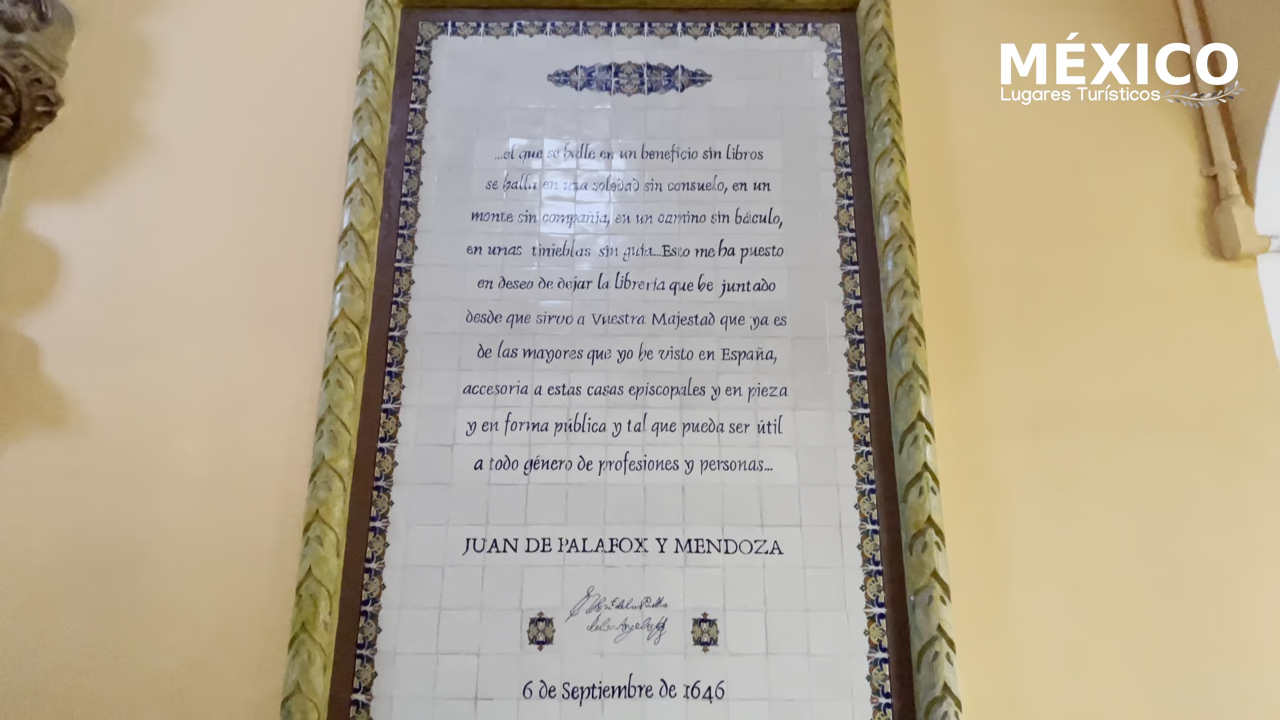 MÉXICO
Lugares Turísticos
...el que se halle en un beneficio sin libros
se halla en una soledad sin consuelo, en un
monte sin compañia, en un camino sin báculo,
en unas tinieblas sin guia...Esto me ha puesto
en deseo de dejar la librería que he juntado
desde que sirvo a Vuestra Majestad que ya es
de las mayores que yo he visto en España,
accesoria a estas casas episcopales y en pieza
y en forma pública y tal que pueda ser útil
a todo género de profesiones y personas...
JUAN DE PALAFOX Y MENDOZA
6 de Septiembre de 1646